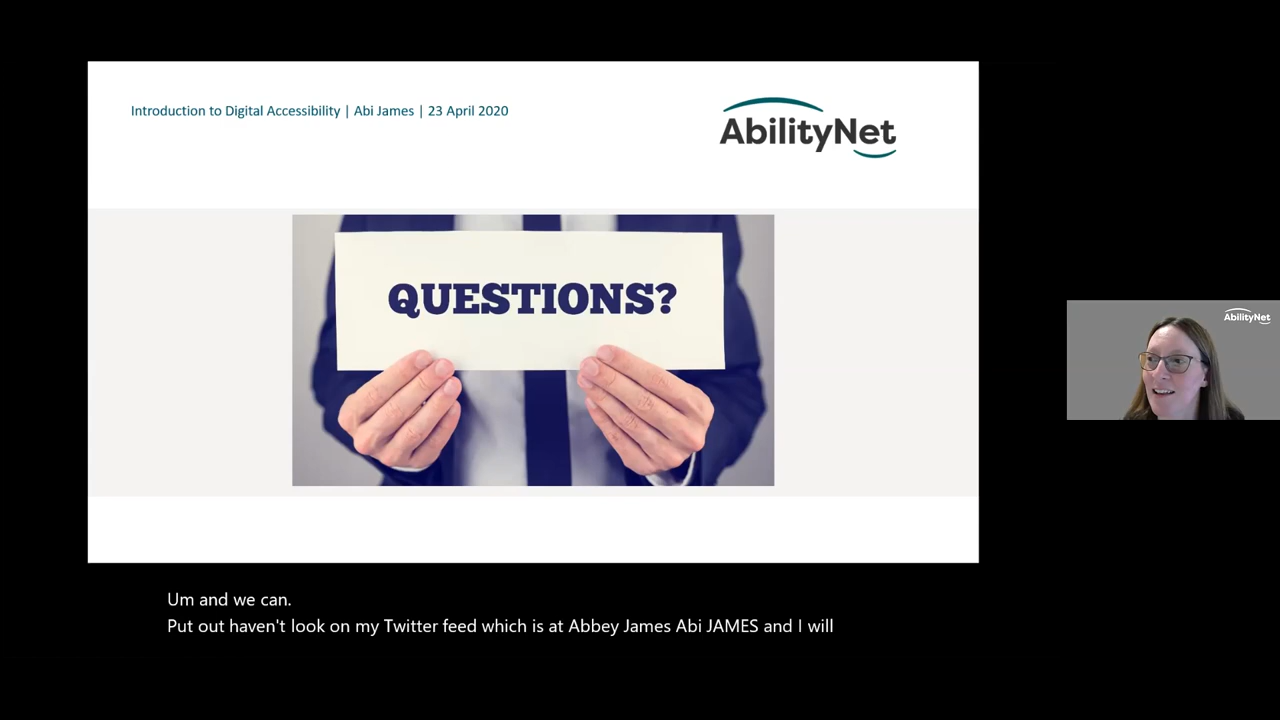 Introduction to Digital Accessibility | Abi James | 23 April 2020
AbilityNet
QUESTIONS?
AbilityNet
Um and we can.
Put out haven't look on my Twitter feed which is at Abbey James Abi JAMES and I will